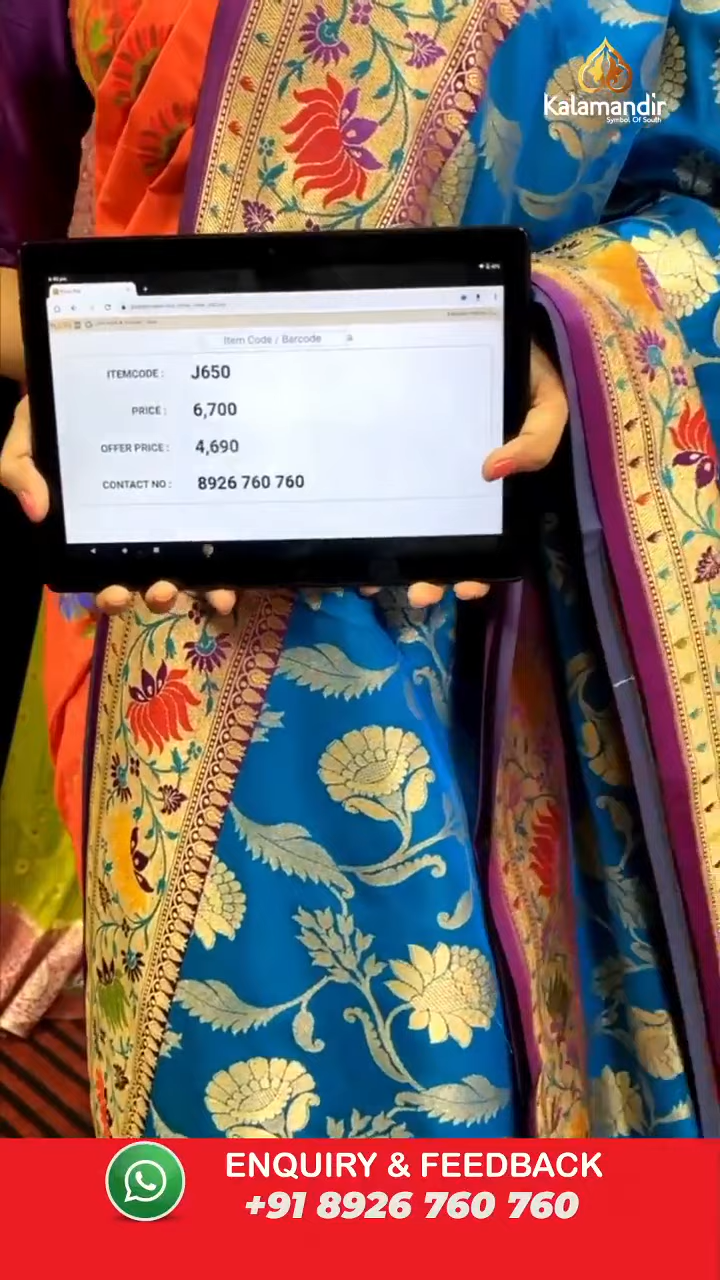 Kalamandir
Symbol Of South
Item Code / Barcode
ITEMCODE : J650
PRICE : 6,700
OFFER PRICE : 4,690
CONTACT NO : 8926 760 760
ENQUIRY & FEEDBACK
+91 8926 760 760